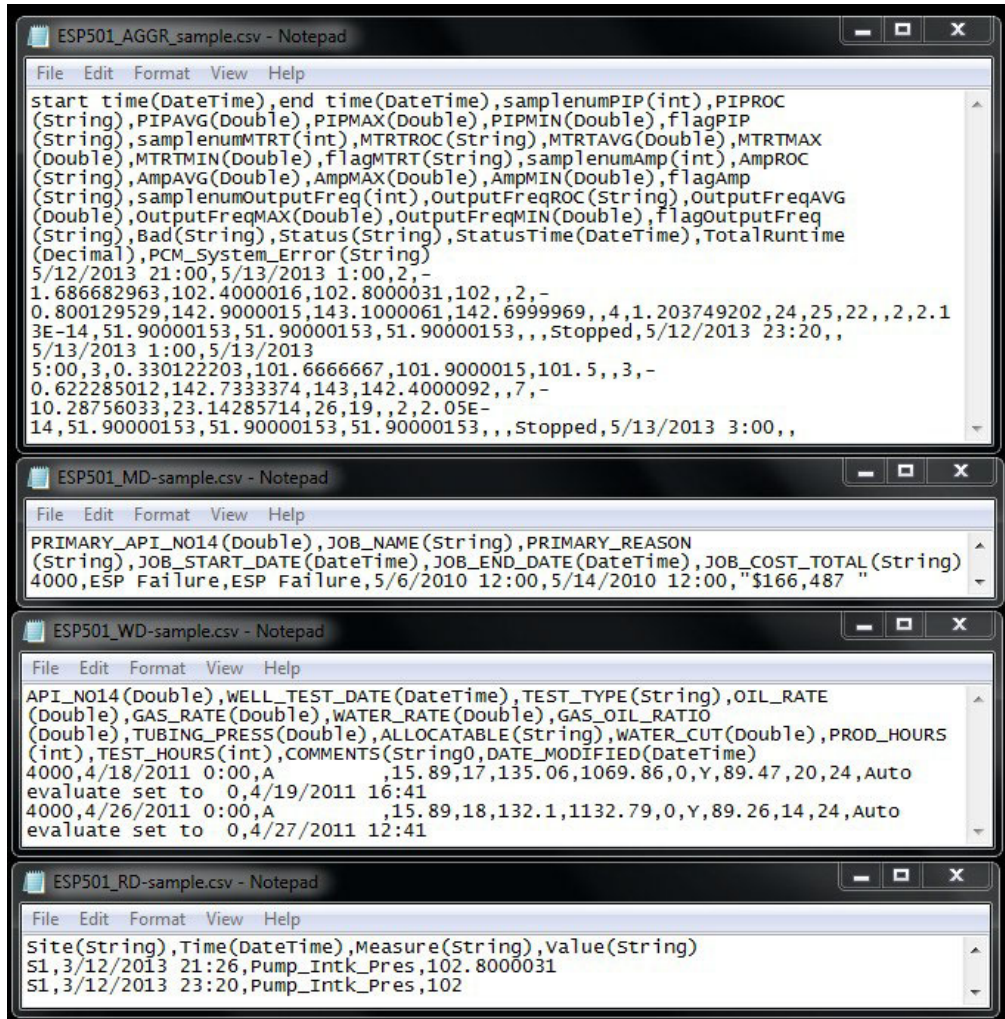 ESP501_AGGR_sample.csv - Notepad
File Edit Format View Help
start time(DateTime),end time(DateTime),samplenumPIP(int),PIPROC
(String),PIPAVG(Double),PIPMAX(Double),PIPMIN(Double),flagPIP
(String),samplenumMTRT(int),MTRTROC(String),MTRTAVG(Double),MTRTMAX
(Double),MTRTMIN(Double),flagMTRT(String),samplenumAmp(int),AmpROC
(String),AmpAVG(Double),AmpMAX(Double),AmpMIN(Double),flagAmp
(String),samplenumOutputFreq(int),OutputFreqROC(String),OutputFreqAVG
(Double),OutputFreqMAX(Double),OutputFreqMIN(Double),flagOutputFreq
(String),Bad(String),Status(String),StatusTime(DateTime),TotalRuntime
(Decimal),PCM_System_Error(String)
5/12/2013 21:00,5/13/2013 1:00,2,-
1.686682963,102.4000016,102.8000031,102,,2,-
0.800129529,142.9000015,143.1000061,142.6999969,,4,1.203749202,24,25,22,,2,2.1
3E-14,51.90000153,51.90000153,51.90000153,,,Stopped,5/12/2013 23:20,,
5/13/2013 1:00,5/13/2013
5:00,3,0.330122203,101.6666667,101.9000015,101.5,,3,-
0.622285012,142.7333374,143,142.4000092,,7,-
10.28756033,23.14285714,26,19,,2,2.05E-
14,51.90000153,51.90000153,51.90000153,,,Stopped,5/13/2013 3:00,,
ESP501_MD-sample.csv - Notepad
File Edit Format View Help
PRIMARY_API_NO14(Double),JOB_NAME(String),PRIMARY_REASON
(String),JOB_START_DATE(DateTime),JOB_END_DATE(DateTime),JOB_COST_TOTAL(String)
4000,ESP Failure,ESP Failure,5/6/2010 12:00,5/14/2010 12:00,"$166,487 "
ESP501_WD-sample.csv - Notepad
File Edit Format View Help
API_NO14(Double),WELL_TEST_DATE(DateTime),TEST_TYPE(String),OIL_RATE
(Double),GAS_RATE(Double),WATER_RATE(Double),GAS_OIL_RATIO
(Double),TUBING_PRESS(Double),ALLOCATABLE(String),WATER_CUT(Double),PROD_HOURS
(int),TEST_HOURS(int),COMMENTS(String0,DATE_MODIFIED(DateTime)
4000,4/18/2011 0:00,A          ,15.89,17,135.06,1069.86,0,Y,89.47,20,24,Auto
evaluate set to  0,4/19/2011 16:41
4000,4/26/2011 0:00,A          ,15.89,18,132.1,1132.79,0,Y,89.26,14,24,Auto
evaluate set to  0,4/27/2011 12:41
ESP501_RD-sample.csv - Notepad
File Edit Format View Help
Site(String),Time(DateTime),Measure(String),Value(String)
S1,3/12/2013 21:26,Pump_Intk_Pres,102.8000031
S1,3/12/2013 23:20,Pump_Intk_Pres,102